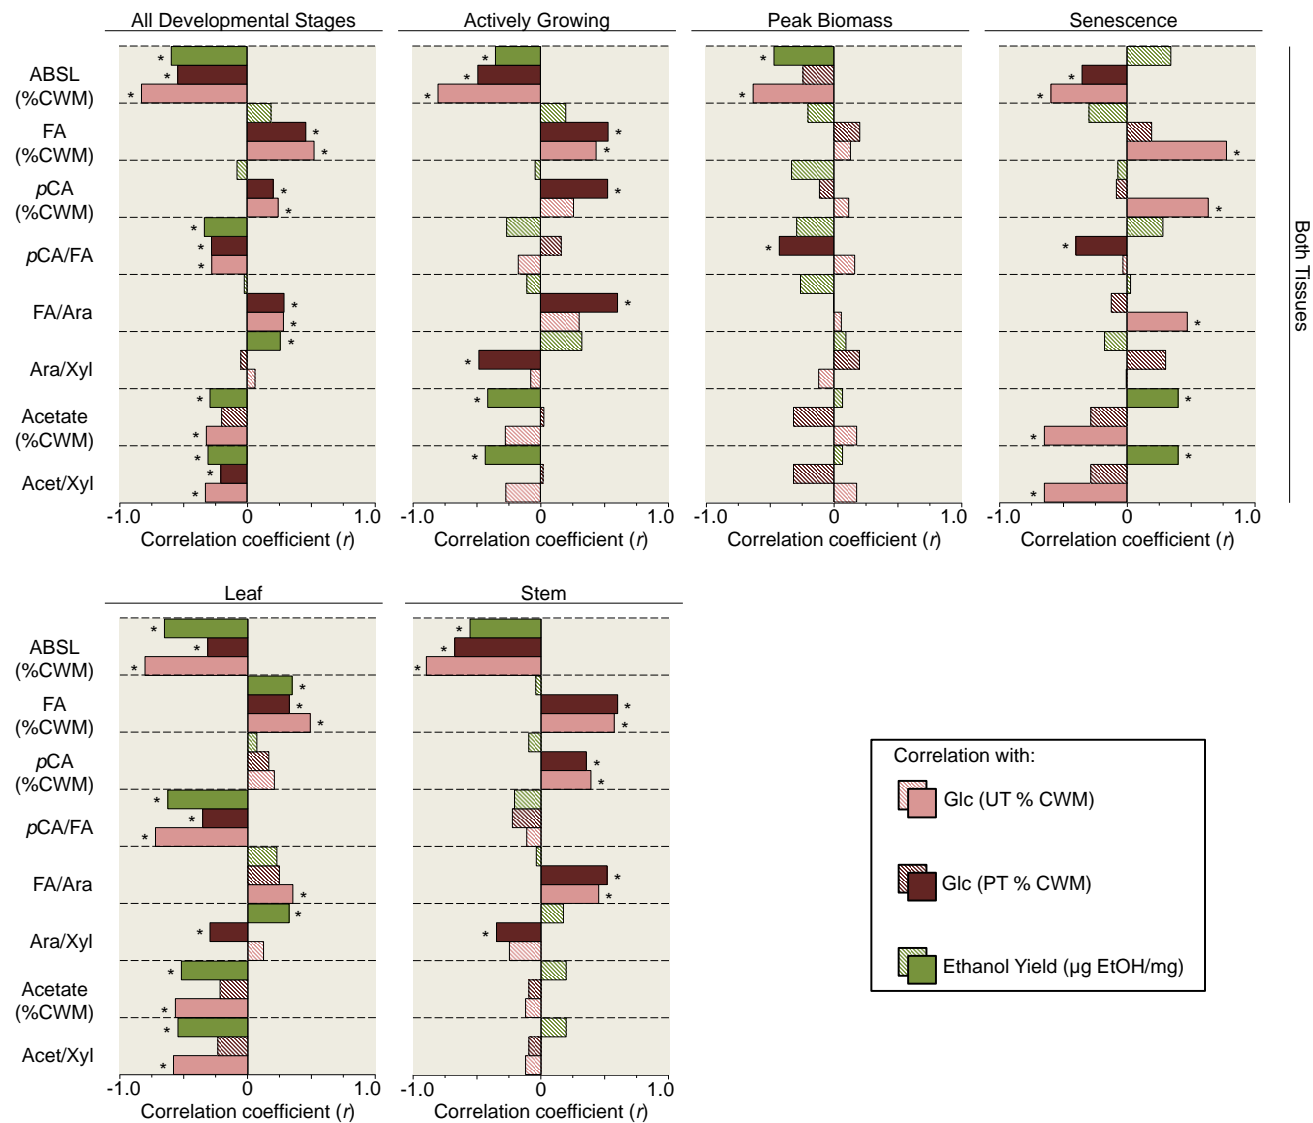 All Developmental Stages
Actively Growing
Peak Biomass
Senescence
ABSL
(%CWM)
FA
(%CWM)
pCA
(%CWM)
pCA/FA
FA/Ara
Ara/Xyl
Acetate
(%CWM)
Acet/Xyl
* * * * * * * * * * * * * * * * *
* * * * * * * * * *
* * *
* * * * * * * * *
Both Tissues
-1.0 0 1.0
-1.0 0 1.0
-1.0 0 1.0
-1.0 0 1.0
Correlation coefficient (r)
Correlation coefficient (r)
Correlation coefficient (r)
Correlation coefficient (r)
Leaf
Stem
ABSL
(%CWM)
FA
(%CWM)
pCA
(%CWM)
pCA/FA
FA/Ara
Ara/Xyl
Acetate
(%CWM)
Acet/Xyl
* * * * * * * * * * * * * * * *
* * * * * * * * * *
-1.0 0 1.0
-1.0 0 1.0
Correlation coefficient (r)
Correlation coefficient (r)
Correlation with:
Glc (UT % CWM)
Glc (PT % CWM)
Ethanol Yield (µg EtOH/mg)